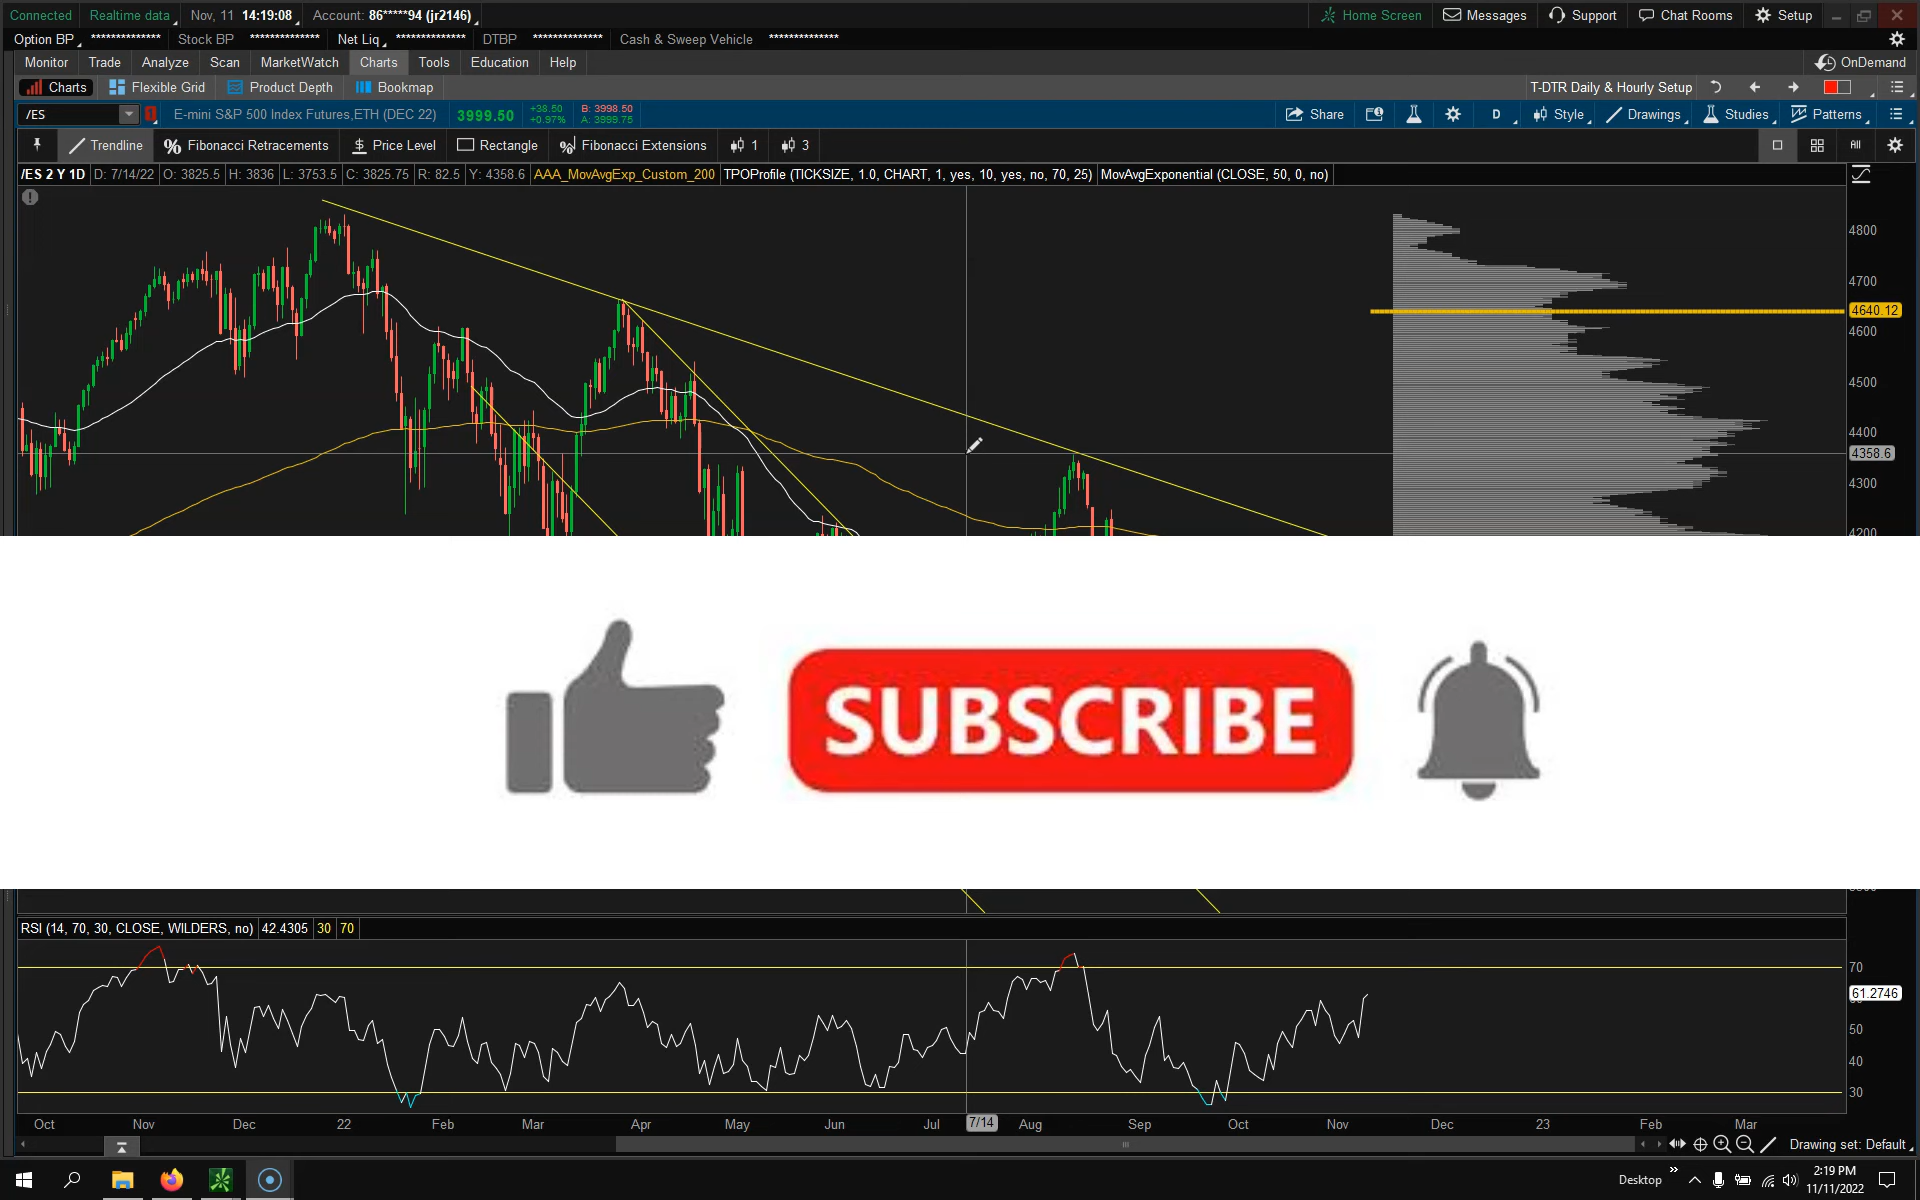 Connected Realtime data Nov, 11 14:19:08 Account: 86*****94 (jr2146) Home Screen Messages Support Chat Rooms Setup
Option BP ************** Stock BP ************** Net Liq ************** DTBP ************** Cash & Sweep Vehicle **************
Monitor Trade Analyze Scan MarketWatch Charts Tools Education Help OnDemand
Charts Flexible Grid Product Depth Bookmap T-DTR Daily & Hourly Setup
/ES 1 E-mini S&P 500 Index Futures,ETH (DEC 22) 3999.50 +38.50 B: 3998.50 Share D Style Drawings Studies Patterns
+0.97% A: 3999.75
Trendline Fibonacci Retracements Price Level Rectangle Fibonacci Extensions 1 3 All
/ES 2 Y 1D D: 7/14/22 O: 3825.5 H: 3836 L: 3753.5 C: 3825.75 R: 82.5 Y: 4358.6 AAA_MovAvgExp_Custom_200 TPOProfile (TICKSIZE, 1.0, CHART, 1, yes, 10, yes, no, 70, 25) MovAvgExponential (CLOSE, 50, 0, no)
4800
4700
4640.12
4600
4500
4400
4358.6
4300
4200
SUBSCRIBE
RSI (14, 70, 30, CLOSE, WILDERS, no) 42.4305 30 70
70
61.2746
50
40
30
Oct Nov Dec 22 Feb Mar Apr May Jun Jul 7/14 Aug Sep Oct Nov Dec 23 Feb Mar
Drawing set: Default
Desktop 2:19 PM
11/11/2022